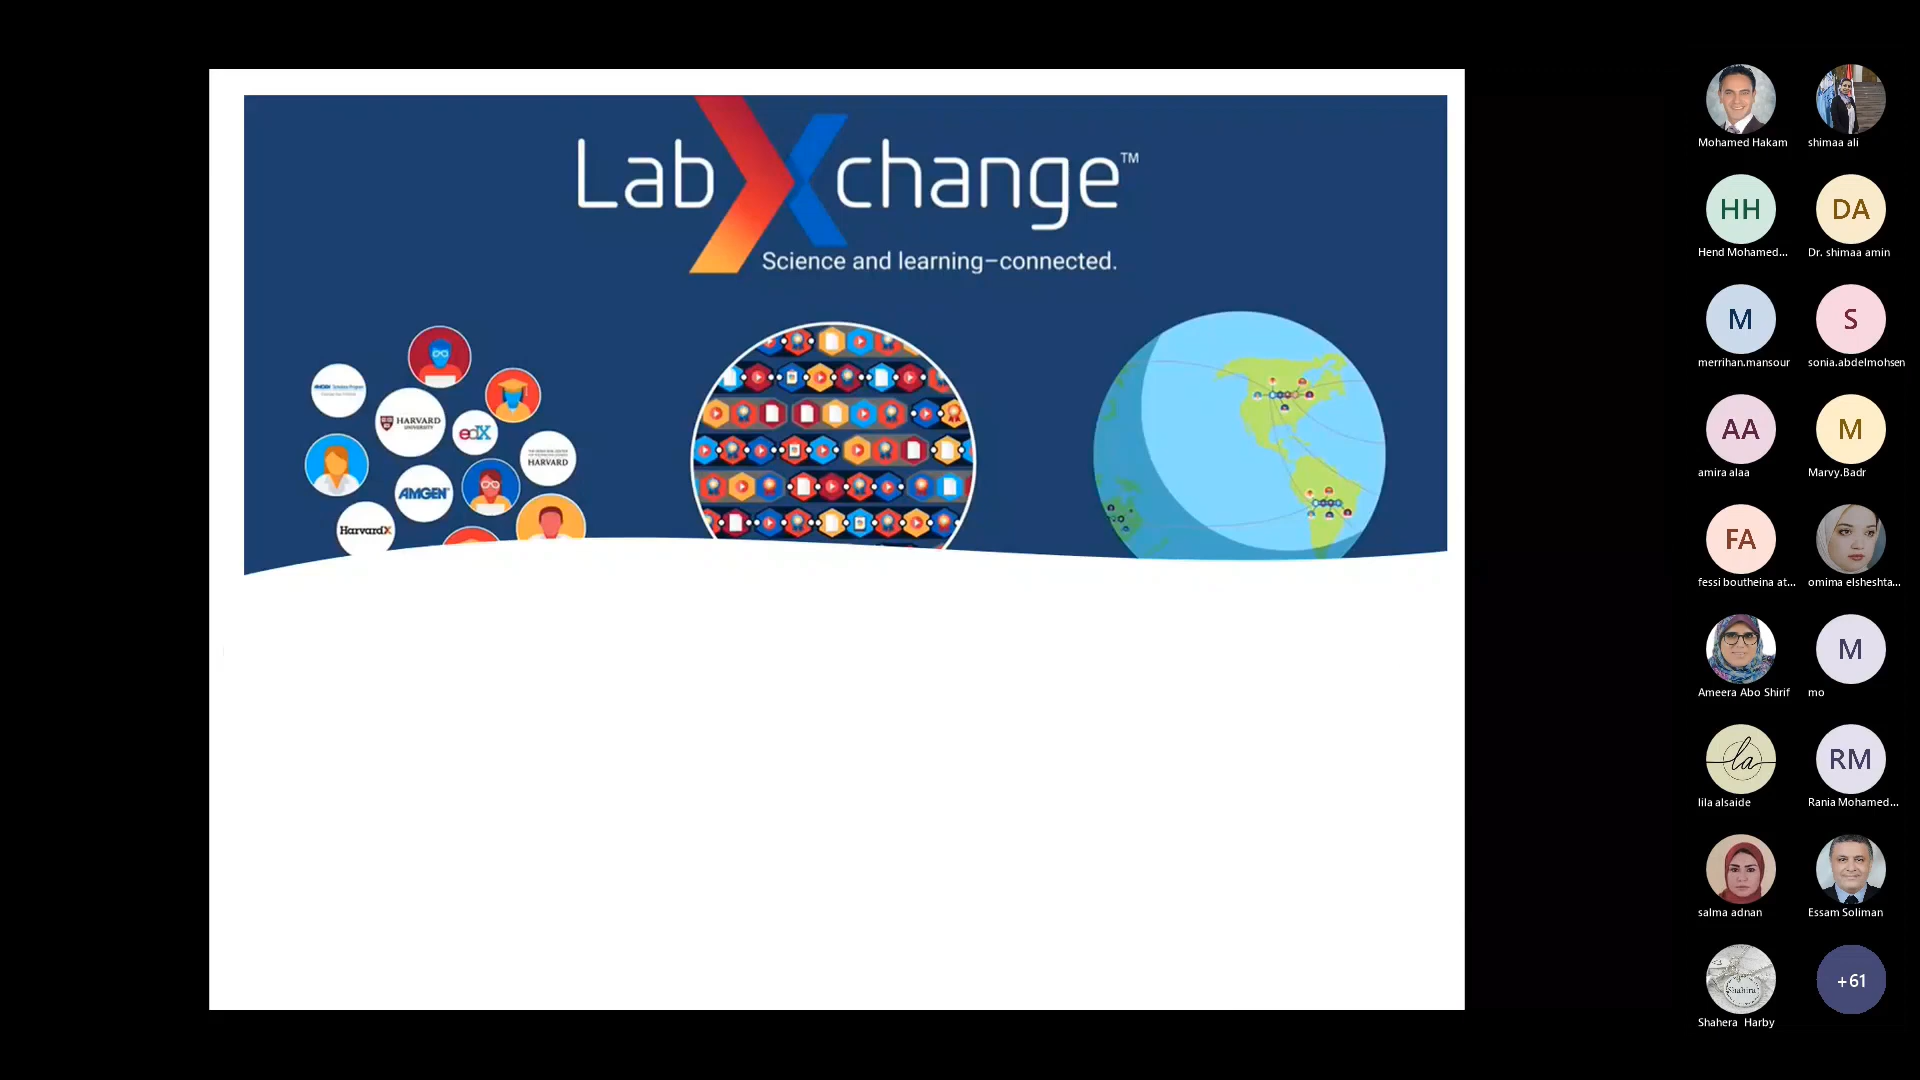 LabXchange™
Science and learning–connected.
HARVARD
UNIVERSITY
edX
HARVARD
AMGEN
HarvardX
Mohamed Hakam
shimaa ali
HH
DA
Hend Mohamed...
Dr. shimaa amin
M
S
merrihan.mansour
sonia.abdelmohsen
AA
M
amira alaa
Marvy.Badr
FA
fessi boutheina at...
omima elsheshta...
M
Ameera Abo Shirif
mo
la
RM
lila alsaide
Rania Mohamed...
salma adnan
Essam Soliman
Shahira
+61
Shahera Harby